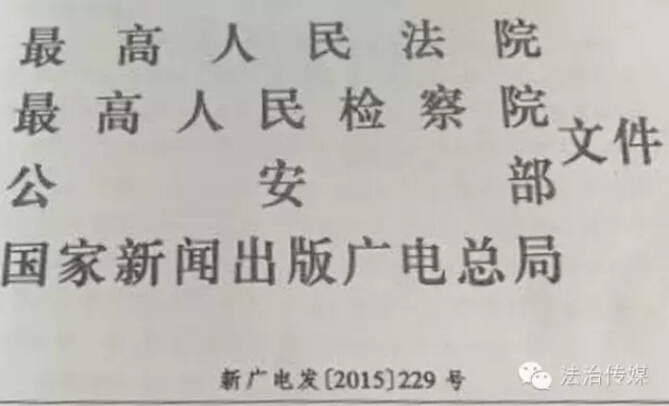 最高人民法院
最高人民检察院
公安部
文件
国家新闻出版广电总局
新广电发[2015]229号
法治传媒